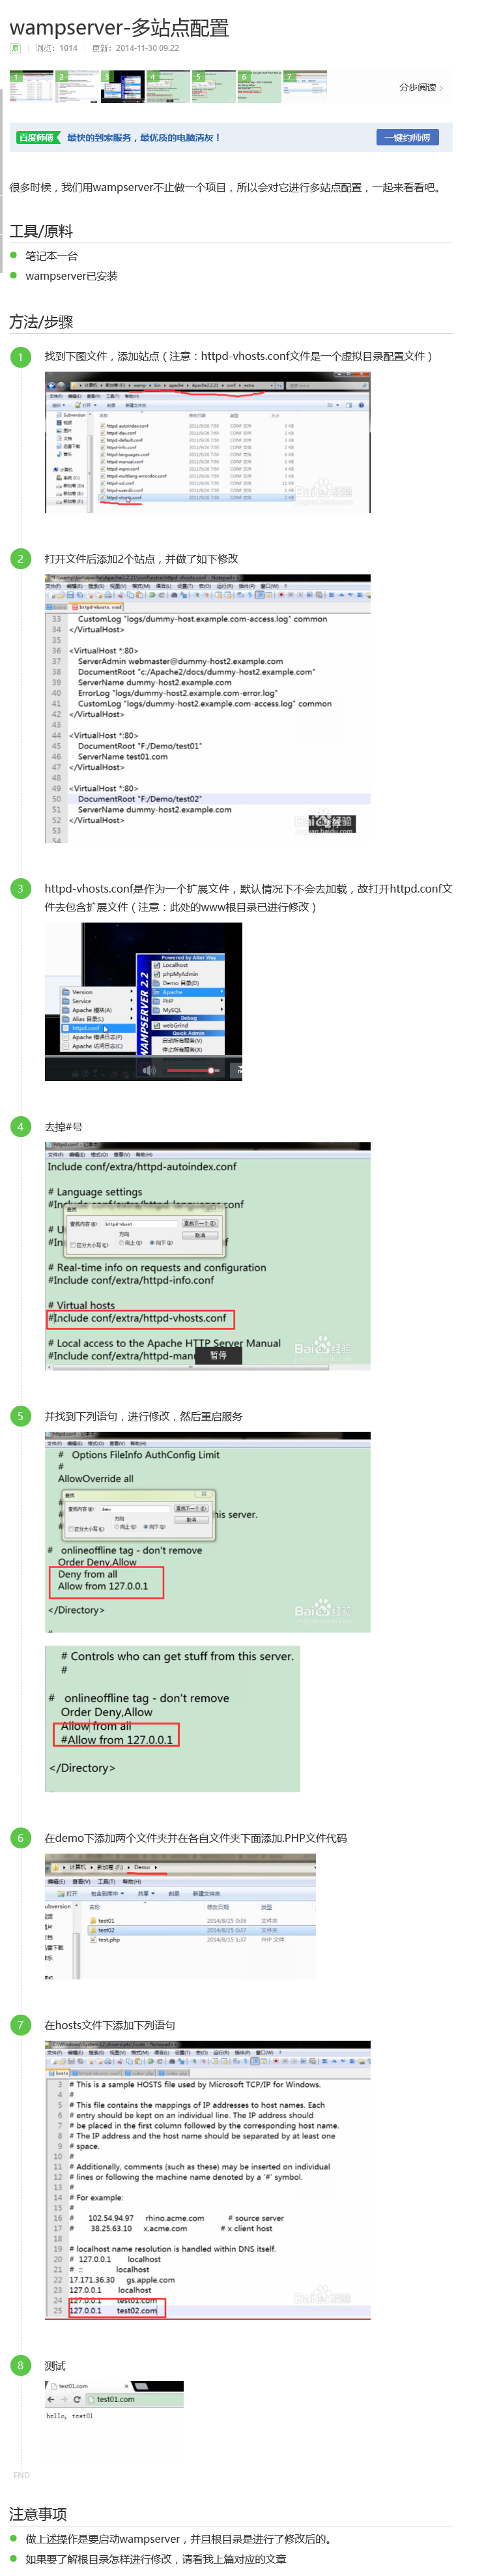 wampserver-多站点配置
原 | 浏览：1014 | 更新：2014-11-30 09:22
1 2 3 4 5 6 7
分步阅读
百度师傅 最快的到家服务，最优质的电脑清灰！ 一键约师傅
很多时候，我们用wampserver不止做一个项目，所以会对它进行多站点配置，一起来看看吧。
工具/原料
笔记本一台
wampserver已安装
方法/步骤
1 找到下图文件，添加站点（注意：httpd-vhosts.conf文件是一个虚拟目录配置文件）
httpd-autoindex.conf
httpd-dav.conf
httpd-default.conf
httpd-info.conf
httpd-languages.conf
httpd-manual.conf
httpd-mpm.conf
httpd-multilang-errordoc.conf
httpd-ssl.conf
httpd-userdir.conf
httpd-vhosts.conf
2 打开文件后添加2个站点，并做了如下修改
33 CustomLog "logs/dummy-host.example.com-access.log" common
34 </VirtualHost>
35
36 <VirtualHost *:80>
37 ServerAdmin webmaster@dummy-host2.example.com
38 DocumentRoot "c:/Apache2/docs/dummy-host2.example.com"
39 ServerName dummy-host2.example.com
40 ErrorLog "logs/dummy-host2.example.com-error.log"
41 CustomLog "logs/dummy-host2.example.com-access.log" common
42 </VirtualHost>
43
44 <VirtualHost *:80>
45 DocumentRoot "F:/Demo/test01"
46 ServerName test01.com
47 </VirtualHost>
48
49 <VirtualHost *:80>
50 DocumentRoot "F:/Demo/test02"
51 ServerName dummy-host2.example.com
52 </VirtualHost>
53
54
3 httpd-vhosts.conf是作为一个扩展文件，默认情况下不会去加载，故打开httpd.conf文
件去包含扩展文件（注意：此处的www根目录已进行修改）
Powered by Alter Way
Localhost
phpMyAdmin
Demo 目录(D)
Apache
PHP
MySQL
Debug
webGrind
Quick Admin
启动所有服务(V)
停止所有服务(W)
WAMPSERVER 2.2
Version
Service
Apache 模块(A)
Alias 目录(L)
httpd.conf
Apache 错误日志(P)
Apache 访问日志(C)
4 去掉#号
Include conf/extra/httpd-autoindex.conf
# Language settings
# Real-time info on requests and configuration
#Include conf/extra/httpd-info.conf
# Virtual hosts
#Include conf/extra/httpd-vhosts.conf
# Local access to the Apache HTTP Server Manual
#Include conf/extra/httpd-man
暂停
5 并找到下列语句，进行修改，然后重启服务
# Options FileInfo AuthConfig Limit
#
AllowOverride all
his server.
# onlineoffline tag - don't remove
Order Deny,Allow
Deny from all
Allow from 127.0.0.1
</Directory>
# Controls who can get stuff from this server.
#
# onlineoffline tag - don't remove
Order Deny,Allow
Allow from all
#Allow from 127.0.0.1
</Directory>
6 在demo下添加两个文件夹并在各自文件夹下面添加.PHP文件代码
test01 2014/8/25 0:36 文件夹
test02 2014/8/25 0:37 文件夹
test.php 2014/8/15 1:37 PHP 文件
7 在hosts文件下添加下列语句
3 # This is a sample HOSTS file used by Microsoft TCP/IP for Windows.
4 #
5 # This file contains the mappings of IP addresses to host names. Each
6 # entry should be kept on an individual line. The IP address should
7 # be placed in the first column followed by the corresponding host name.
8 # The IP address and the host name should be separated by at least one
9 # space.
10 #
11 # Additionally, comments (such as these) may be inserted on individual
12 # lines or following the machine name denoted by a '#' symbol.
13 #
14 # For example:
15 #
16 # 102.54.94.97 rhino.acme.com # source server
17 # 38.25.63.10 x.acme.com # x client host
18
19 # localhost name resolution is handled within DNS itself.
20 # 127.0.0.1 localhost
21 # :: localhost
22 17.171.36.30 gs.apple.com
23 127.0.0.1 localhost
24 127.0.0.1 test01.com
25 127.0.0.1 test02.com
8 测试
test01.com
test01.com
hello, test01
END
注意事项
做上述操作是要启动wampserver，并且根目录是进行了修改后的。
如果要了解根目录怎样进行修改，请看我上篇对应的文章